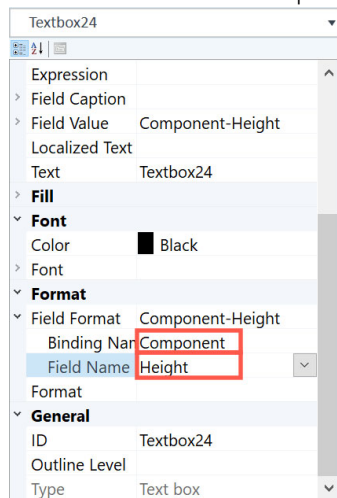 Textbox24
Expression
Field Caption
Field Value Component-Height
Localized Text
Text Textbox24
Fill
Font
Color Black
Font
Format
Field Format Component-Height
Binding Nan Component
Field Name Height
Format
General
ID Textbox24
Outline Level
Type Text box